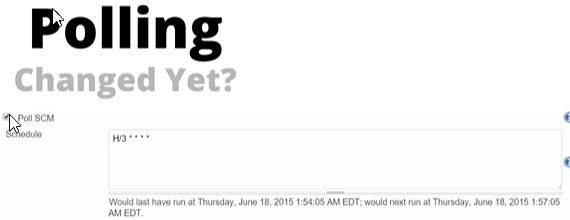 Polling
Changed Yet?
Poll SCM
Schedule
H/3 * * * *
Would last have run at Thursday, June 18, 2015 1:54:05 AM EDT; would next run at Thursday, June 18, 2015 1:57:05
AM EDT.